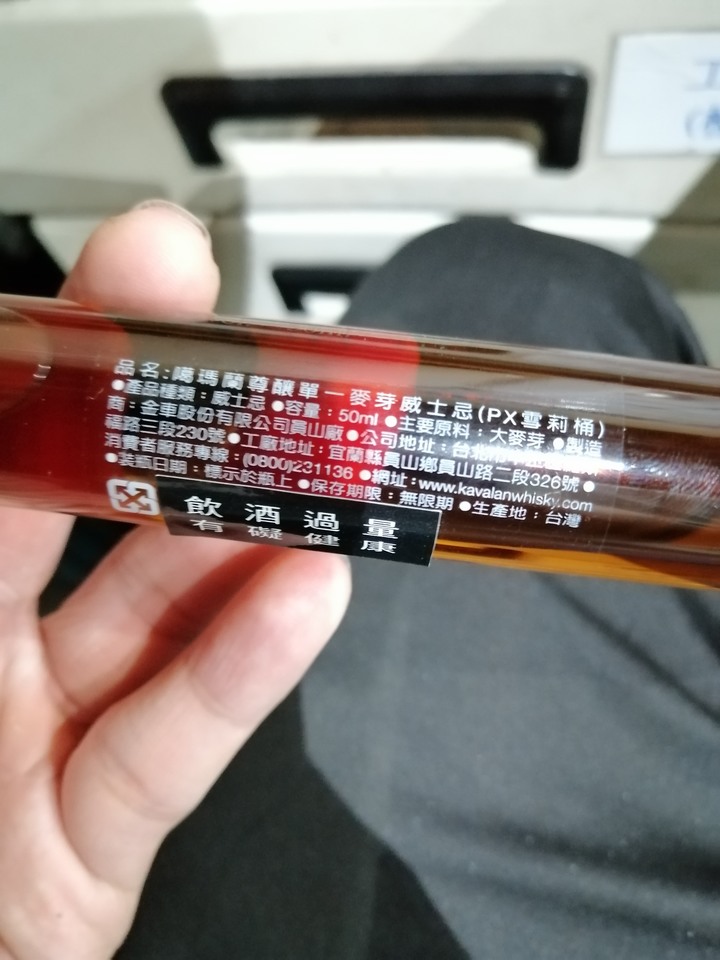 品名:噶瑪蘭尊釀單一麥芽威士忌(PX雪莉桶)
●產品種類：威士忌 ●容量：50ml ●主要原料：大麥芽 ●製造
商：金車股份有限公司員山廠 ●公司地址：台北
福路三段230號 ●工廠地址：宜蘭縣員山鄉員山路二段326號 ●
消費者服務專線：(0800)231136 ●網址：www.kavalanwhisky.com
●裝瓶日期：標示於瓶上 ●保存期限：無限期 ●生產地：台灣
飲酒過量
有礙健康